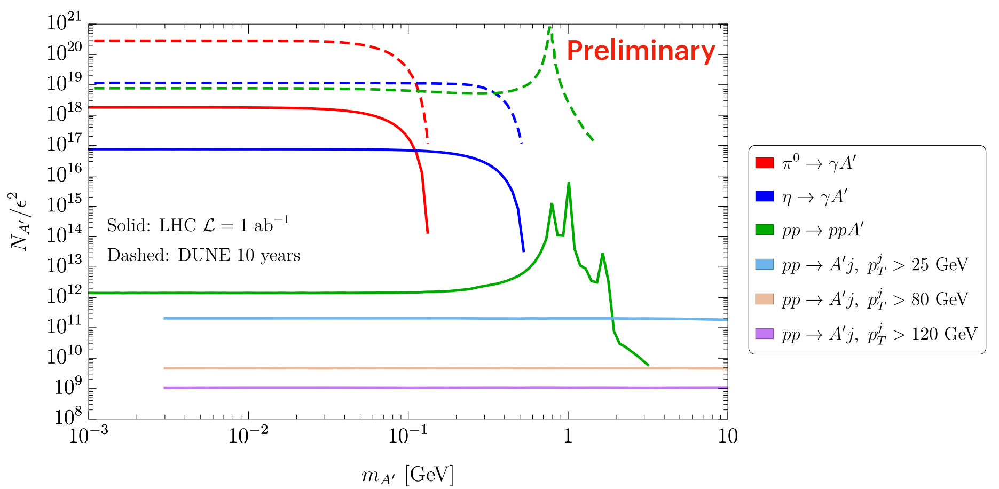 10²¹
10²⁰
10¹⁹
10¹⁸
10¹⁷
10¹⁶
10¹⁵
10¹⁴
10¹³
10¹²
10¹¹
10¹⁰
10⁹
10⁸
N_A′/ϵ²
Preliminary
Solid: LHC ℒ = 1 ab⁻¹
Dashed: DUNE 10 years
10⁻³ 10⁻² 10⁻¹ 1 10
m_A′ [GeV]
π⁰ → γA′
η → γA′
pp → ppA′
pp → A′j, p_T^j > 25 GeV
pp → A′j, p_T^j > 80 GeV
pp → A′j, p_T^j > 120 GeV